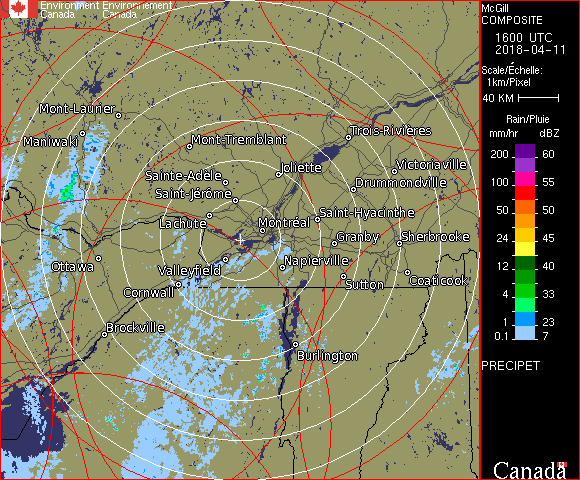 Environment Environnement
Canada Canada
McGill
COMPOSITE
1600 UTC
2018-04-11
Scale/Échelle:
1km/Pixel
40 KM
Rain/Pluie
mm/hr dBZ
200 60
150 57
100 55
50 50
24 45
12 40
4 33
1 23
0.1 7
PRECIPET
Canada
Mont-Laurier
Maniwaki
Mont-Tremblant
Trois-Rivières
Joliette
Victoriaville
Sainte-Adèle
Drummondville
Saint-Jérôme
Lachute
Saint-Hyacinthe
Montréal
Granby
Sherbrooke
Ottawa
Valleyfield
Napierville
Cornwall
Sutton
Coaticook
Brockville
Burlington